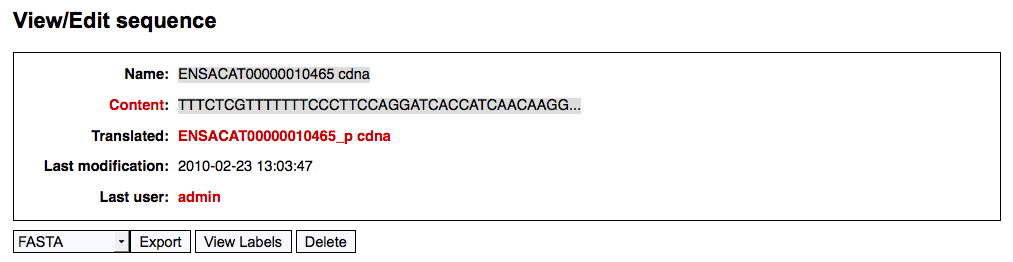 View/Edit sequence
Name: ENSACAT00000010465 cdna
Content: TTTCTCGTTTTTTTCCCTTCCAGGATCACCATCAACAAGG...
Translated: ENSACAT00000010465_p cdna
Last modification: 2010-02-23 13:03:47
Last user: admin
FASTA Export View Labels Delete